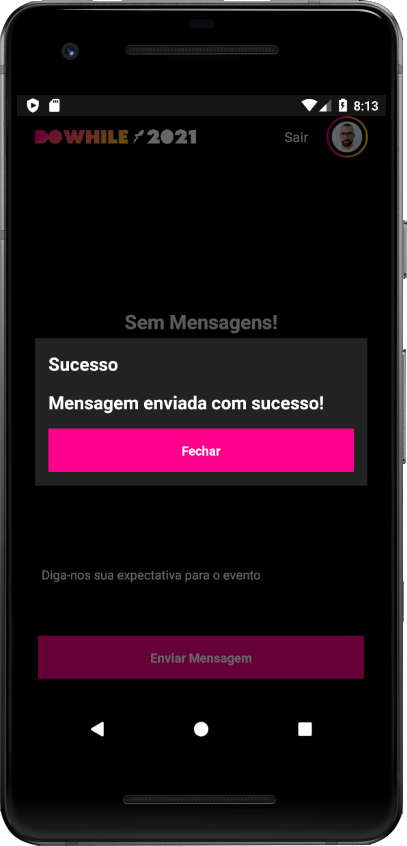 8:13
DOWHILE 2021
Sair
Sem Mensagens!
Sucesso
Mensagem enviada com sucesso!
Fechar
Diga-nos sua expectativa para o evento
Enviar Mensagem